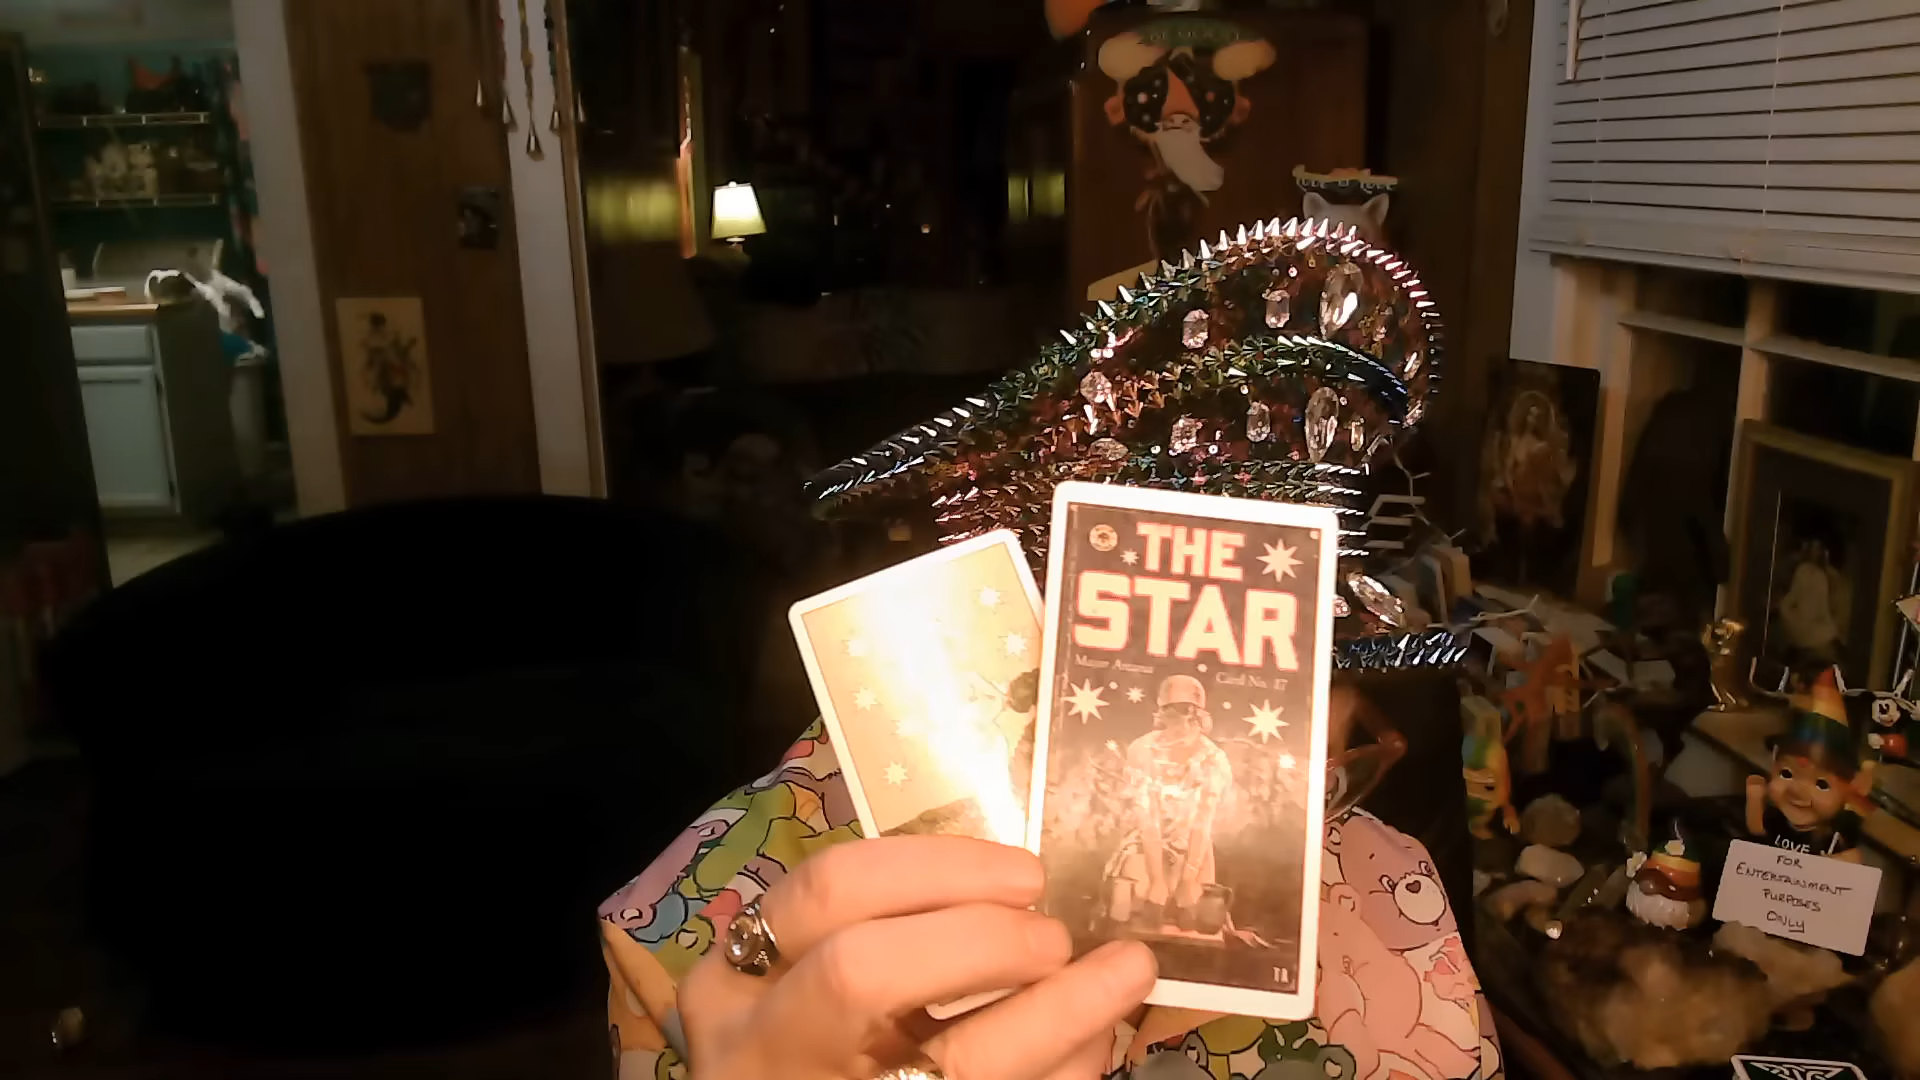 THE
STAR
Major Arcana
Card No. 17
LOVE
FOR
ENTERTAINMENT
PURPOSES
ONLY